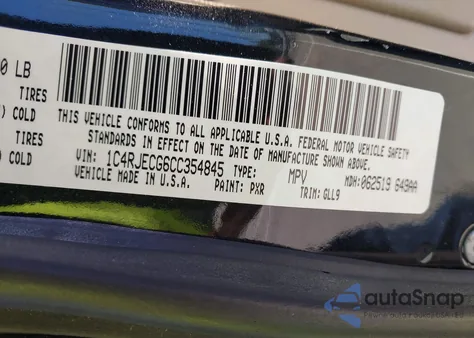 0 LB
TIRES
COLD
TIRES
COLD
THIS VEHICLE CONFORMS TO ALL APPLICABLE U.S.A. FEDERAL MOTOR VEHICLE SAFETY
STANDARDS IN EFFECT ON THE DATE OF MANUFACTURE SHOWN ABOVE.
VIN: 1C4RJECG6CC354845 TYPE: MPV MDH: 062519 649AA
VEHICLE MADE IN U.S.A. PAINT: PXR TRIM: GLL9
autoSnap